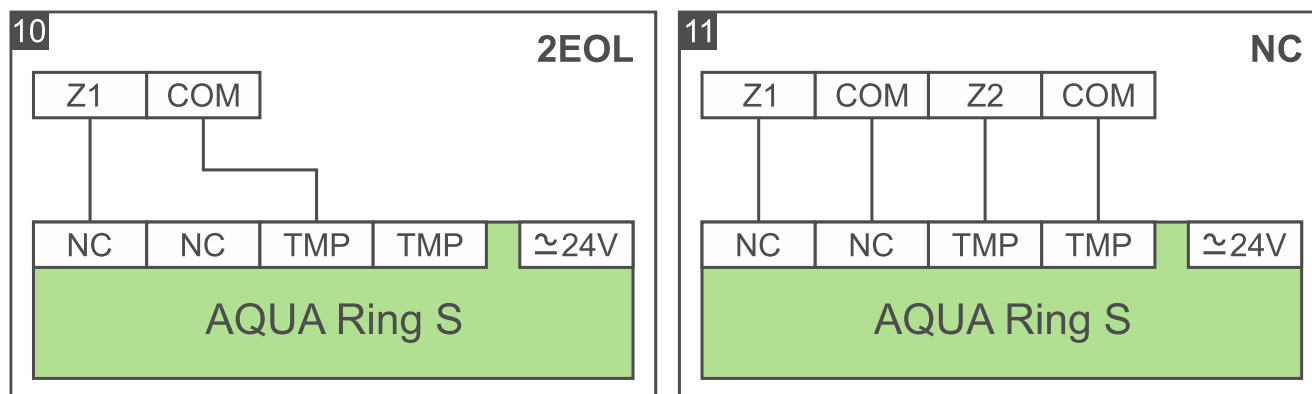 10
2EOL
Z1 COM
NC NC TMP TMP ≃24V
AQUA Ring S
11
NC
Z1 COM Z2 COM
NC NC TMP TMP ≃24V
AQUA Ring S